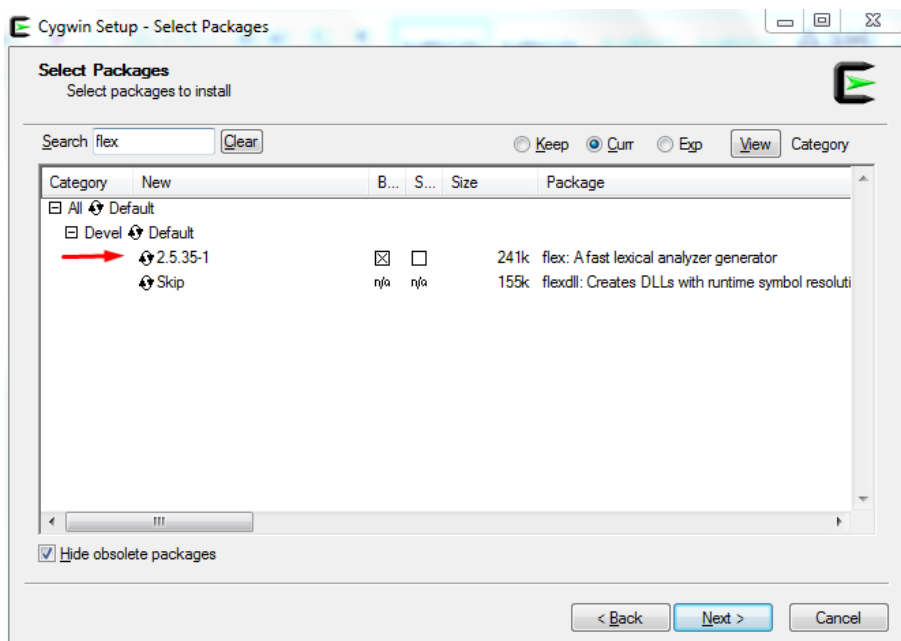 Cygwin Setup - Select Packages
Select Packages
Select packages to install
Search flex Clear Keep Curr Exp View Category
Category New B... S... Size Package
All Default
Devel Default
2.5.35-1 241k flex: A fast lexical analyzer generator
Skip n/a n/a 155k flexdll: Creates DLLs with runtime symbol resoluti
Hide obsolete packages
< Back Next > Cancel